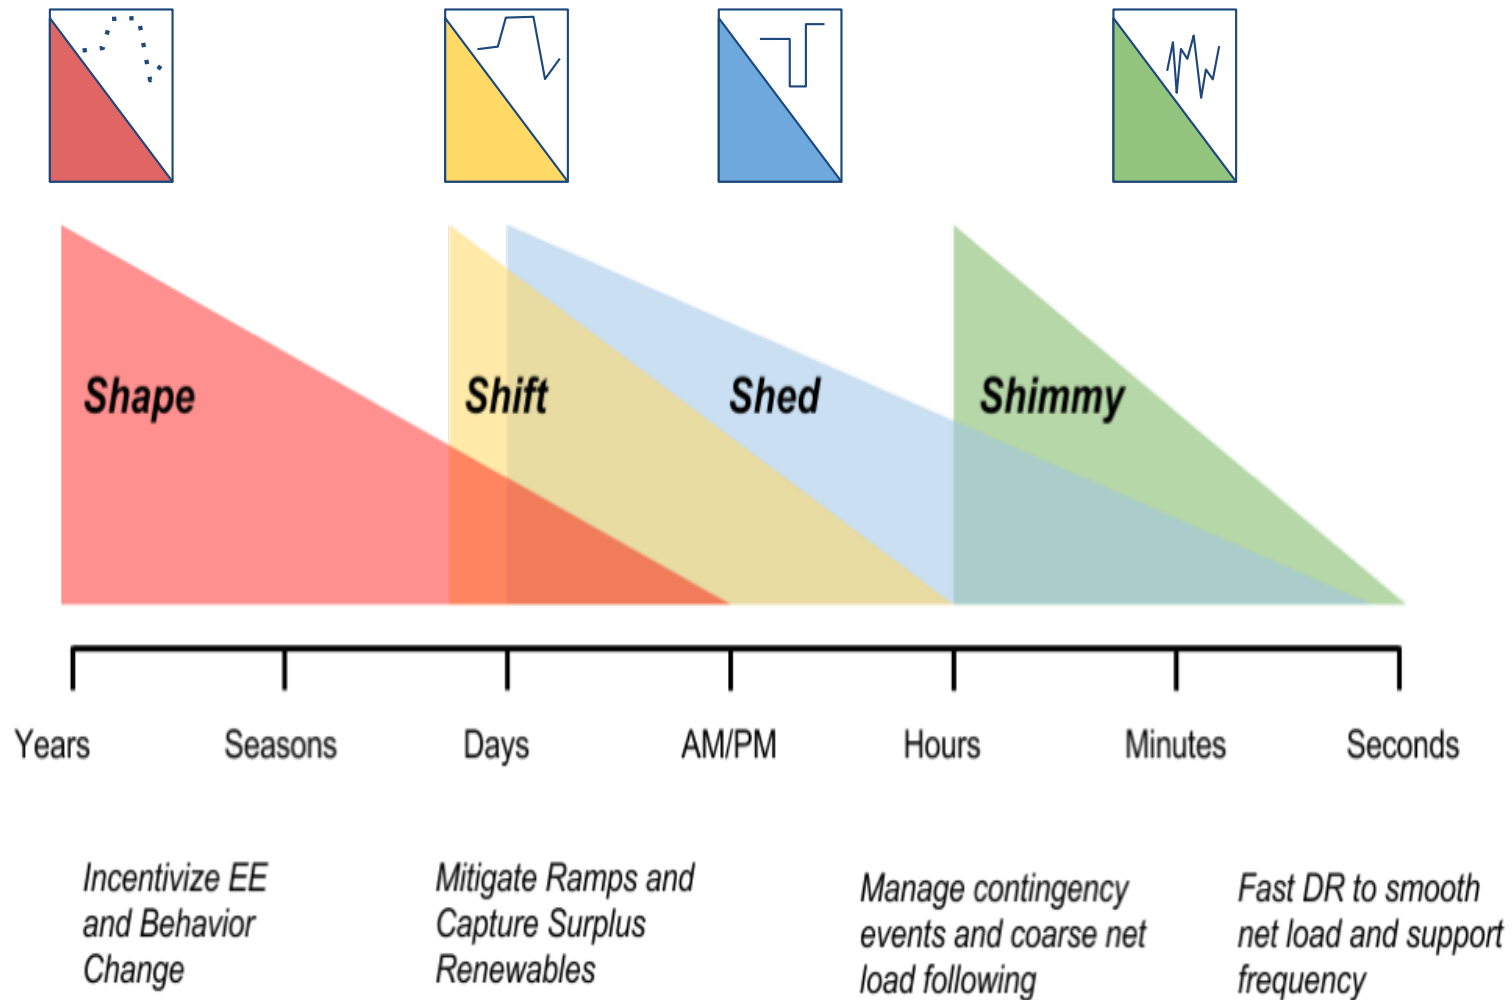 Shape
Shift
Shed
Shimmy
Years
Seasons
Days
AM/PM
Hours
Minutes
Seconds
Incentivize EE
and Behavior
Change
Mitigate Ramps and
Capture Surplus
Renewables
Manage contingency
events and coarse net
load following
Fast DR to smooth
net load and support
frequency